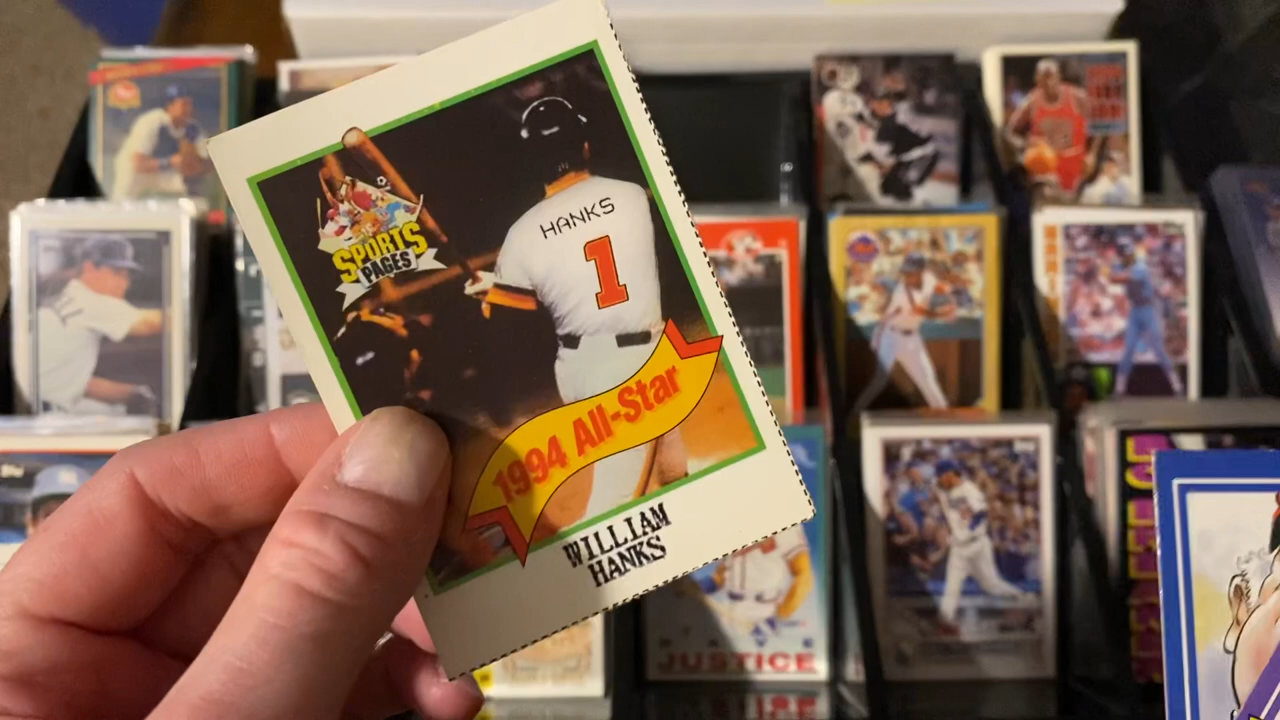 HANKS
1
SPORTS
PAGES
1994 All-Star
WILLIAM
HANKS
JUSTICE